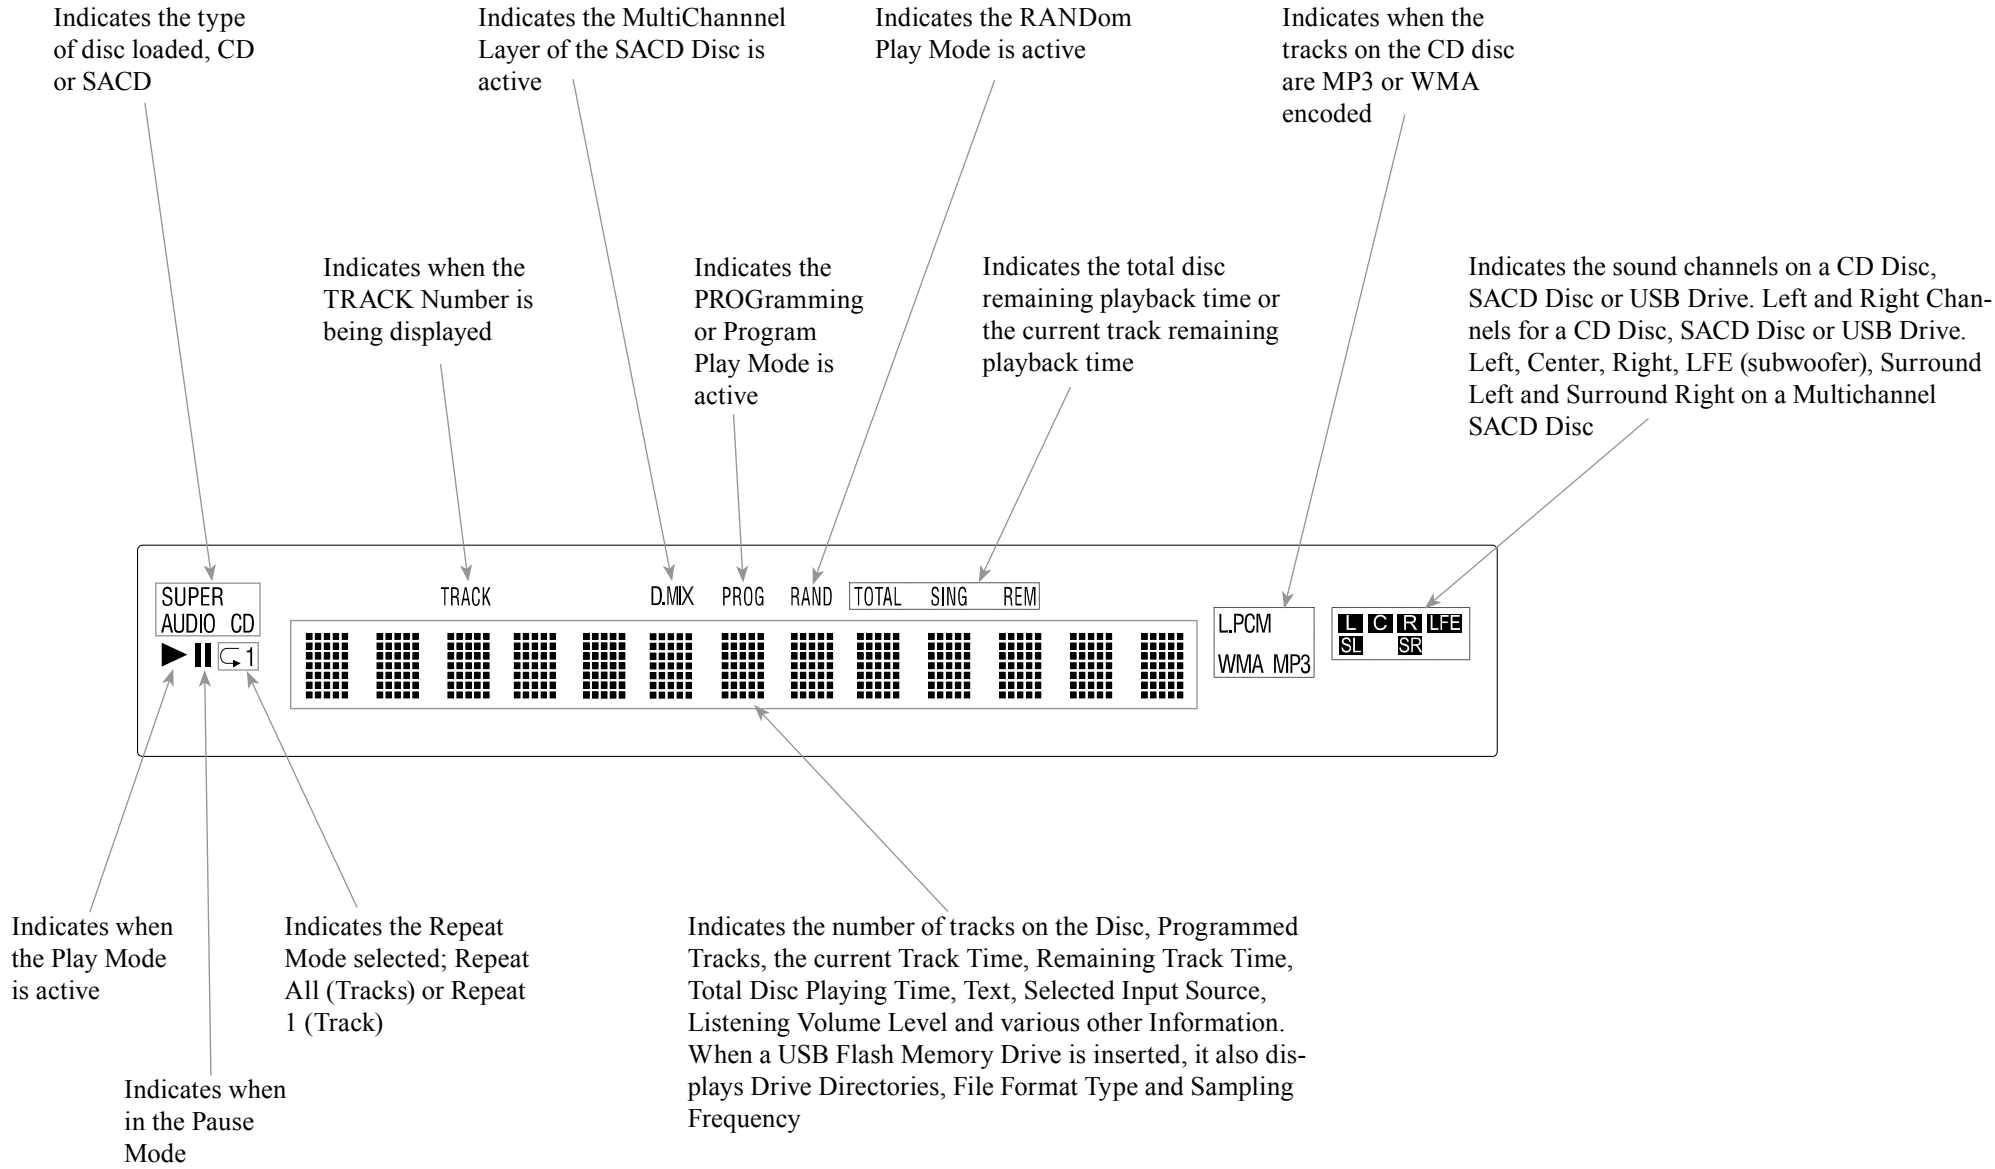 Indicates the type
of disc loaded, CD
or SACD
Indicates the MultiChannnel
Layer of the SACD Disc is
active
Indicates the RANDom
Play Mode is active
Indicates when the
tracks on the CD disc
are MP3 or WMA
encoded
Indicates when the
TRACK Number is
being displayed
Indicates the
PROGramming
or Program
Play Mode is
active
Indicates the total disc
remaining playback time or
the current track remaining
playback time
Indicates the sound channels on a CD Disc,
SACD Disc or USB Drive. Left and Right Chan-
nels for a CD Disc, SACD Disc or USB Drive.
Left, Center, Right, LFE (subwoofer), Surround
Left and Surround Right on a Multichannel
SACD Disc
SUPER
AUDIO CD
1
TRACK
D.MIX
PROG
RAND
TOTAL SING REM
L.PCM
WMA MP3
L C R LFE
SL SR
Indicates when
the Play Mode
is active
Indicates the Repeat
Mode selected; Repeat
All (Tracks) or Repeat
1 (Track)
Indicates when
in the Pause
Mode
Indicates the number of tracks on the Disc, Programmed
Tracks, the current Track Time, Remaining Track Time,
Total Disc Playing Time, Text, Selected Input Source,
Listening Volume Level and various other Information.
When a USB Flash Memory Drive is inserted, it also dis-
plays Drive Directories, File Format Type and Sampling
Frequency